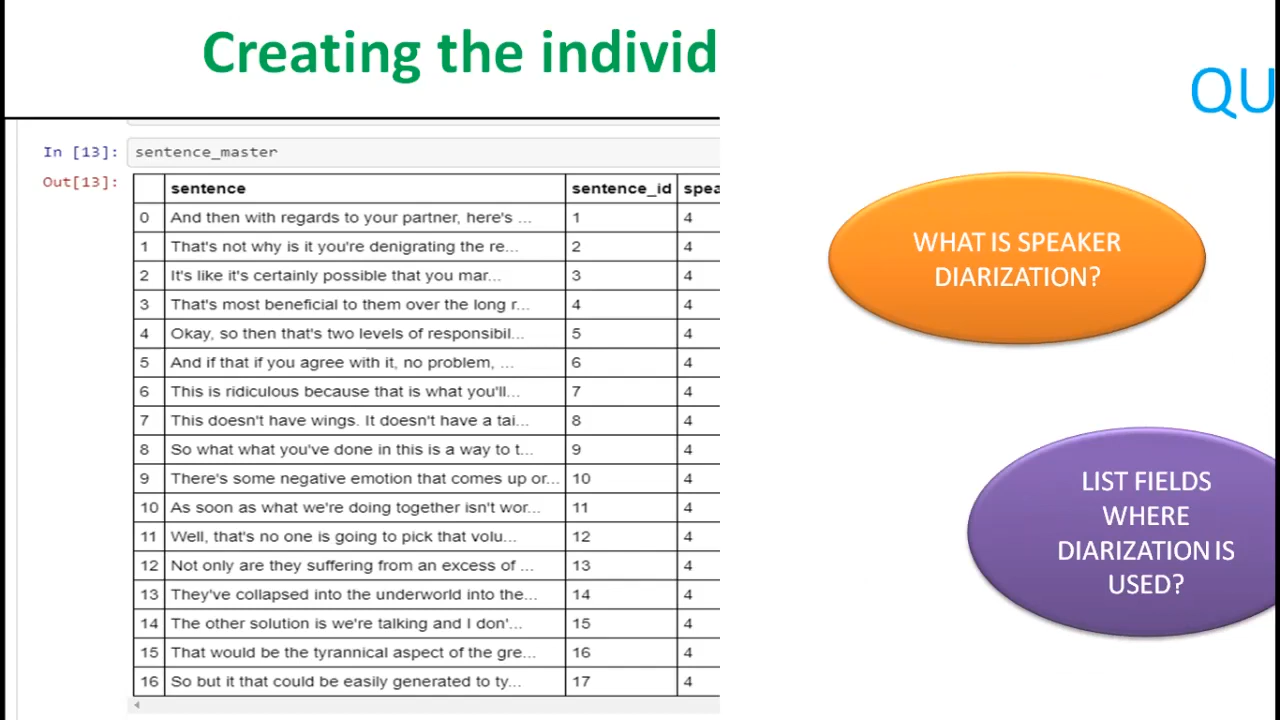 Creating the individ
In [13]: sentence_master
Out[13]:
sentence sentence_id spea
0 And then with regards to your partner, here's ... 1 4
1 That's not why is it you're denigrating the re... 2 4
2 It's like it's certainly possible that you mar... 3 4
3 That's most beneficial to them over the long r... 4 4
4 Okay, so then that's two levels of responsibil... 5 4
5 And if that if you agree with it, no problem, ... 6 4
6 This is ridiculous because that is what you'll... 7 4
7 This doesn't have wings. It doesn't have a tai... 8 4
8 So what what you've done in this is a way to t... 9 4
9 There's some negative emotion that comes up or... 10 4
10 As soon as what we're doing together isn't wor... 11 4
11 Well, that's no one is going to pick that volu... 12 4
12 Not only are they suffering from an excess of ... 13 4
13 They've collapsed into the underworld into the... 14 4
14 The other solution is we're talking and I don'... 15 4
15 That would be the tyrannical aspect of the gre... 16 4
16 So but it that could be easily generated to ty... 17 4
QU
WHAT IS SPEAKER
DIARIZATION?
LIST FIELDS
WHERE
DIARIZATION IS
USED?